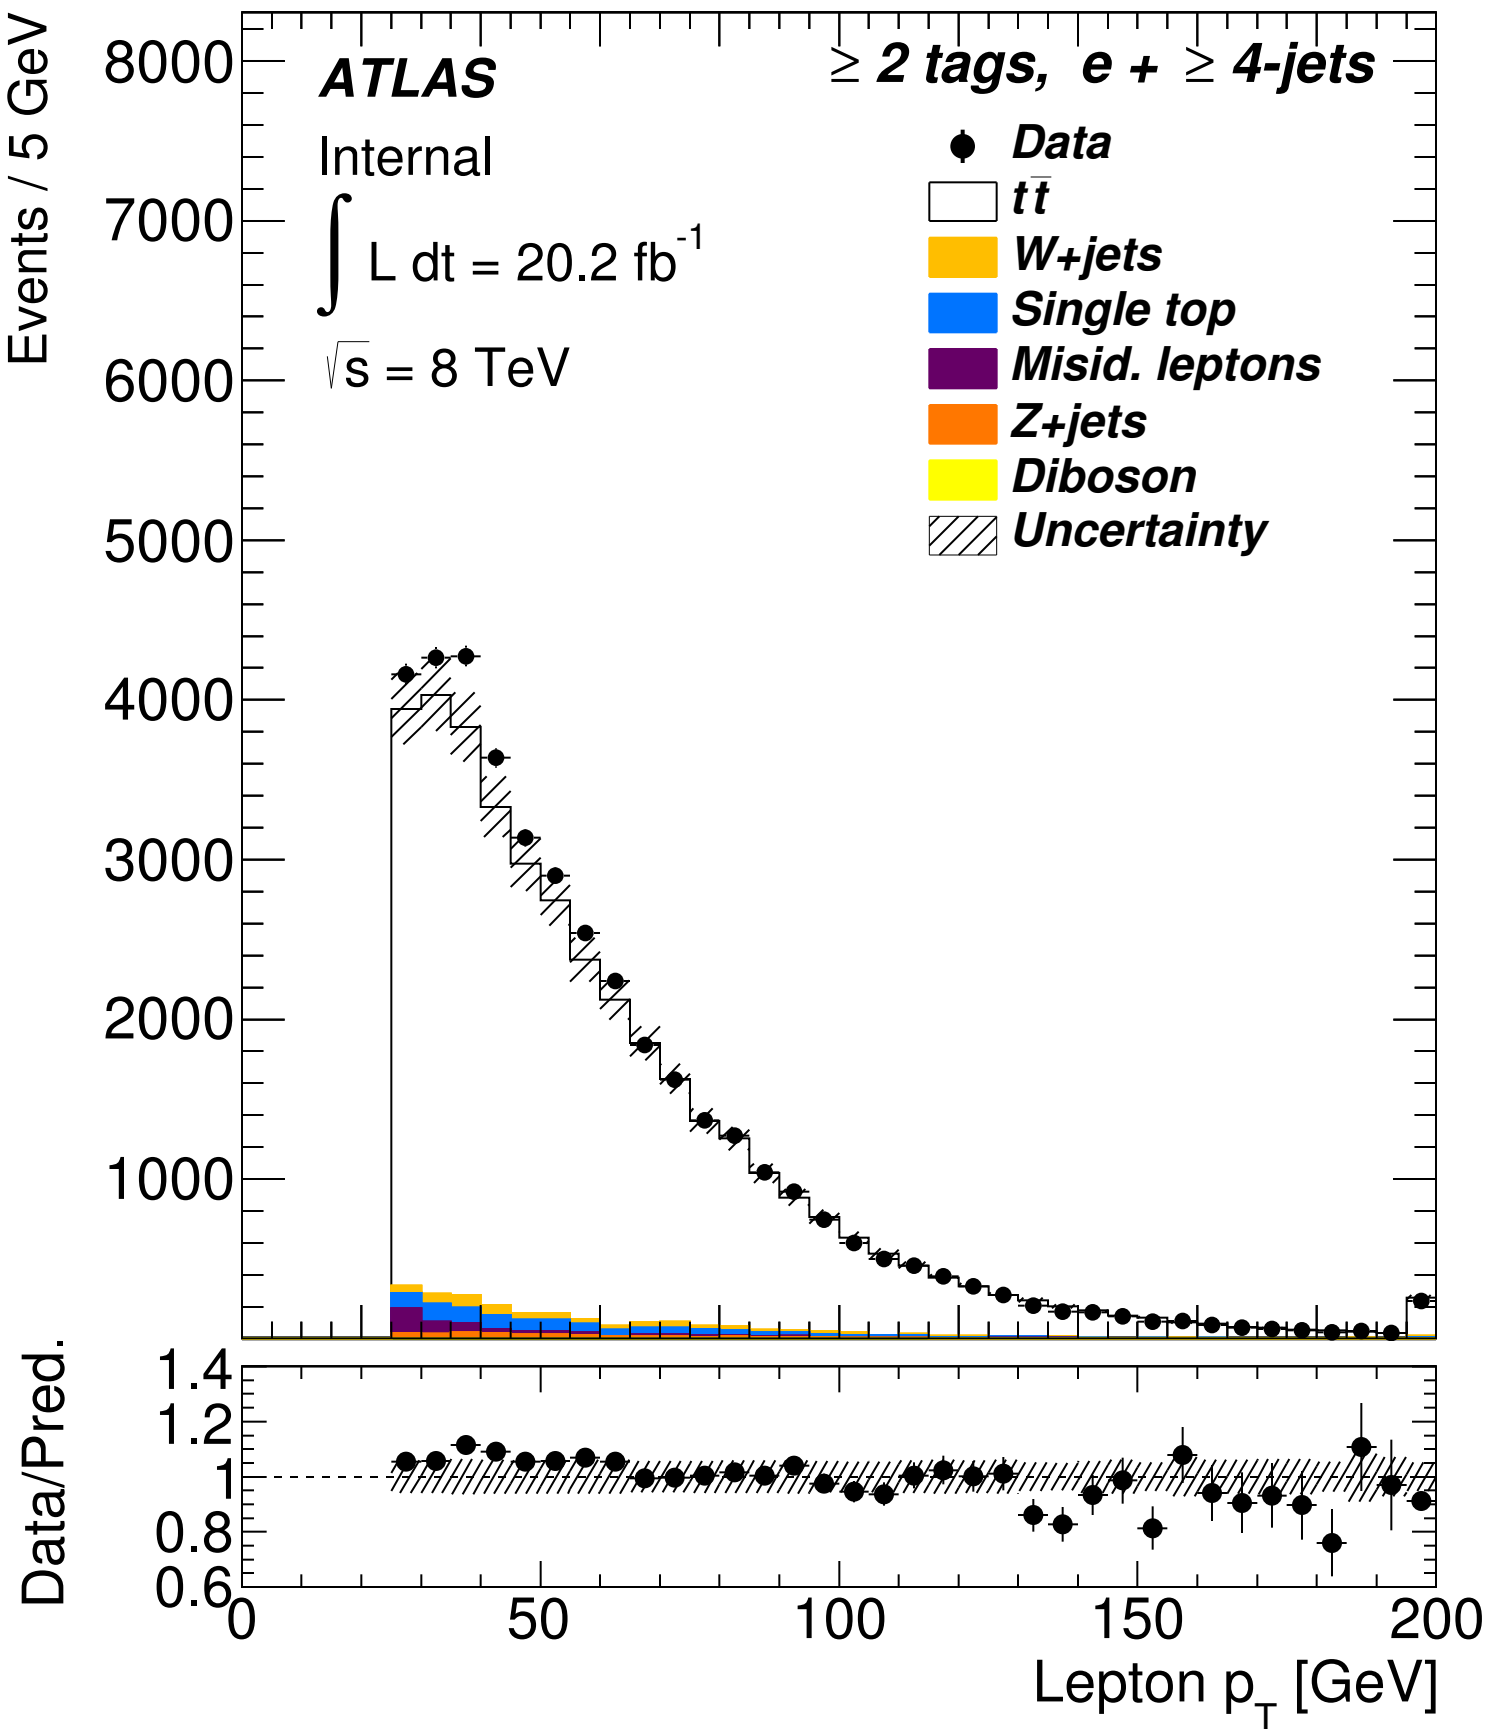 Events / 5 GeV
8000
7000
6000
5000
4000
3000
2000
1000
ATLAS
Internal
∫ L dt = 20.2 fb⁻¹
√s = 8 TeV
≥ 2 tags, e + ≥ 4-jets
Data
tt̅
W+jets
Single top
Misid. leptons
Z+jets
Diboson
Uncertainty
Data/Pred.
1.4
1.2
1
0.8
0.6
0 50 100 150 200
Lepton p_T [GeV]